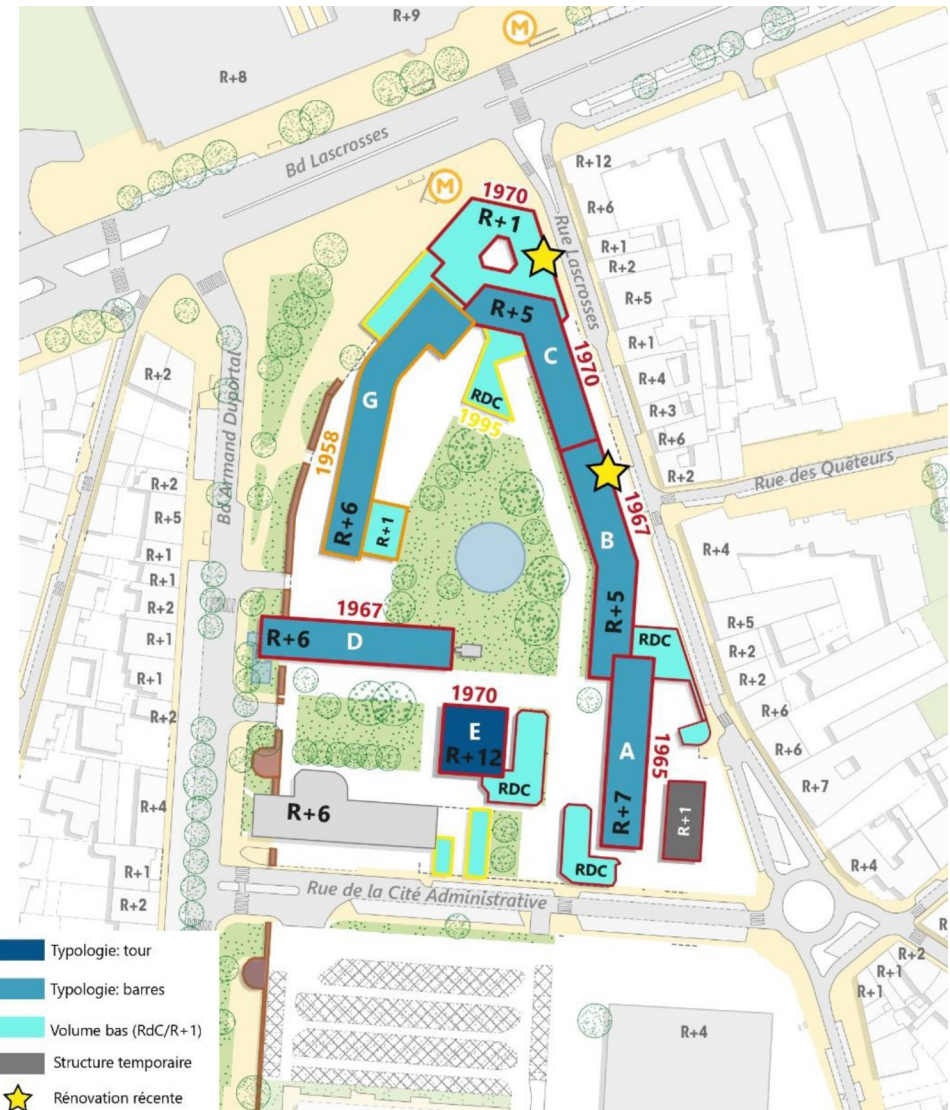 R+9
M
R+8
Bd Lascrosses
M
1970
R+1
R+12
R+6
Rue Lascrosses
R+1
R+2
R+5
R+5
C
1970
R+1
R+2
R+4
G
RDC
1995
R+3
Bd Armand Duportal
1958
R+6
R+2
Rue des Quêteurs
R+2
R+5
R+6
R+1
1967
B
R+4
R+1
R+1
R+2
R+5
1967
R+6
D
R+1
RDC
R+5
R+2
R+1
R+2
R+2
1970
E
R+12
A
1965
R+6
R+6
RDC
R+7
R+7
R+4
R+6
R+1
RDC
R+4
R+1
R+2
Rue de la Cité Administrative
R+2
R+1
R+1
R+4
Typologie: tour
Typologie: barres
Volume bas (RdC/R+1)
Structure temporaire
Rénovation récente